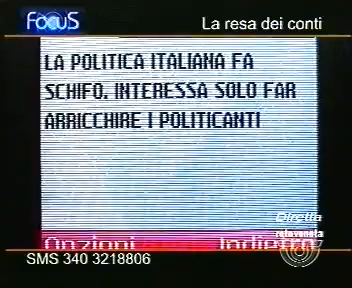 FOCUS
La resa dei conti
LA POLITICA ITALIANA FA
SCHIFO. INTERESSA SOLO FAR
ARRICCHIRE I POLITICANTI
Diretta
reteveneta
Opzioni Indietro
SMS 340 3218806